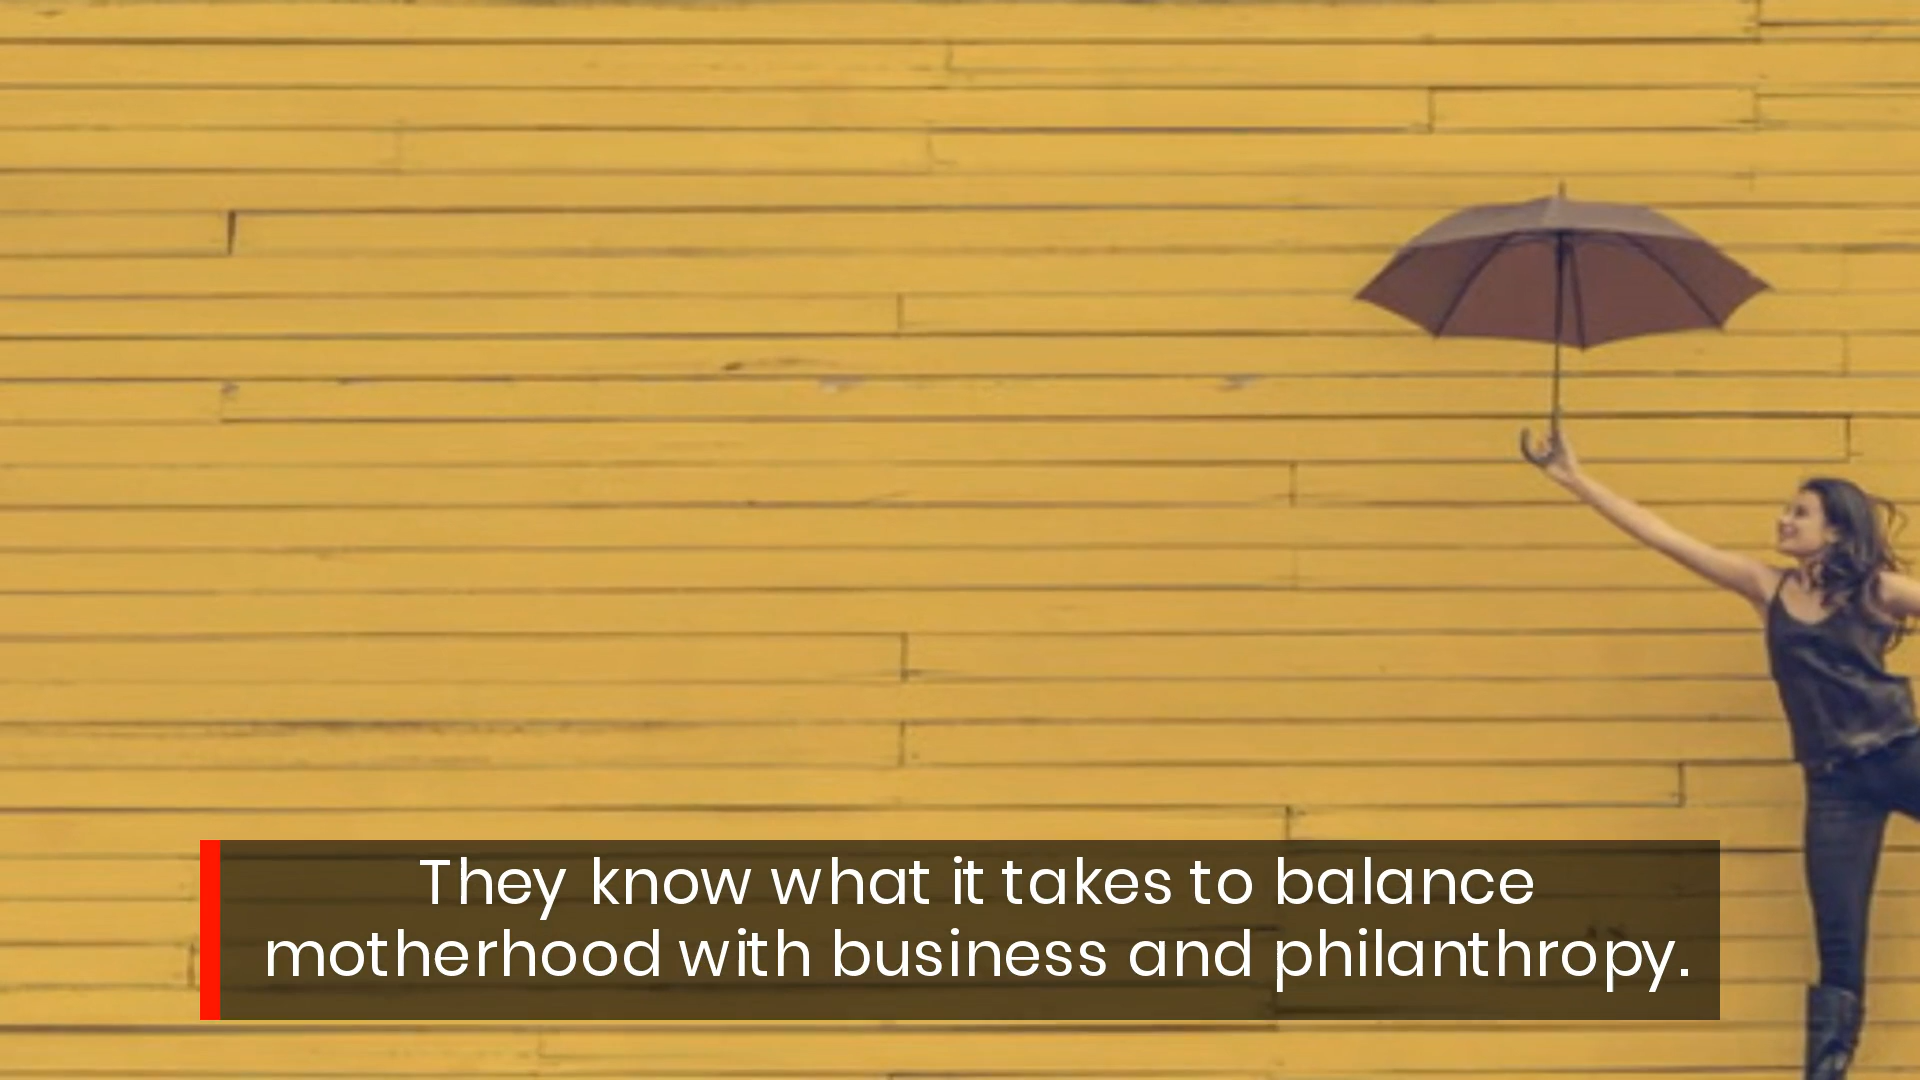 They know what it takes to balance
motherhood with business and philanthropy.